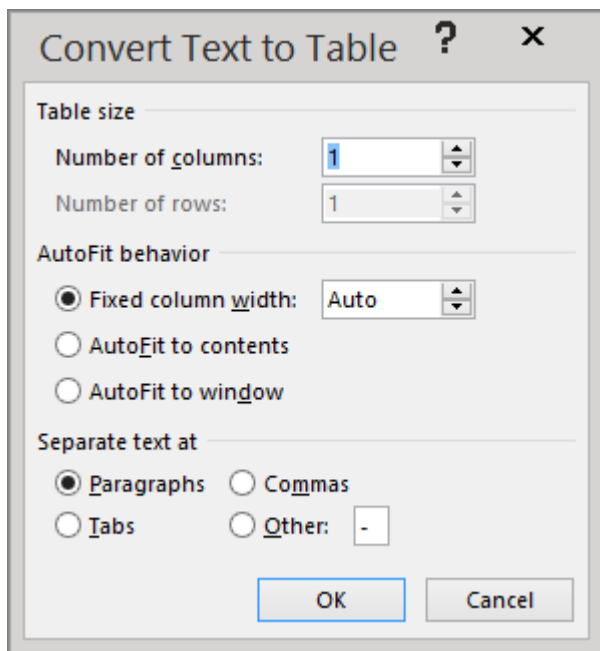 Convert Text to Table ? x
Table size
Number of columns: 1
Number of rows: 1
AutoFit behavior
Fixed column width: Auto
AutoFit to contents
AutoFit to window
Separate text at
Paragraphs Commas
Tabs Other: -
OK Cancel